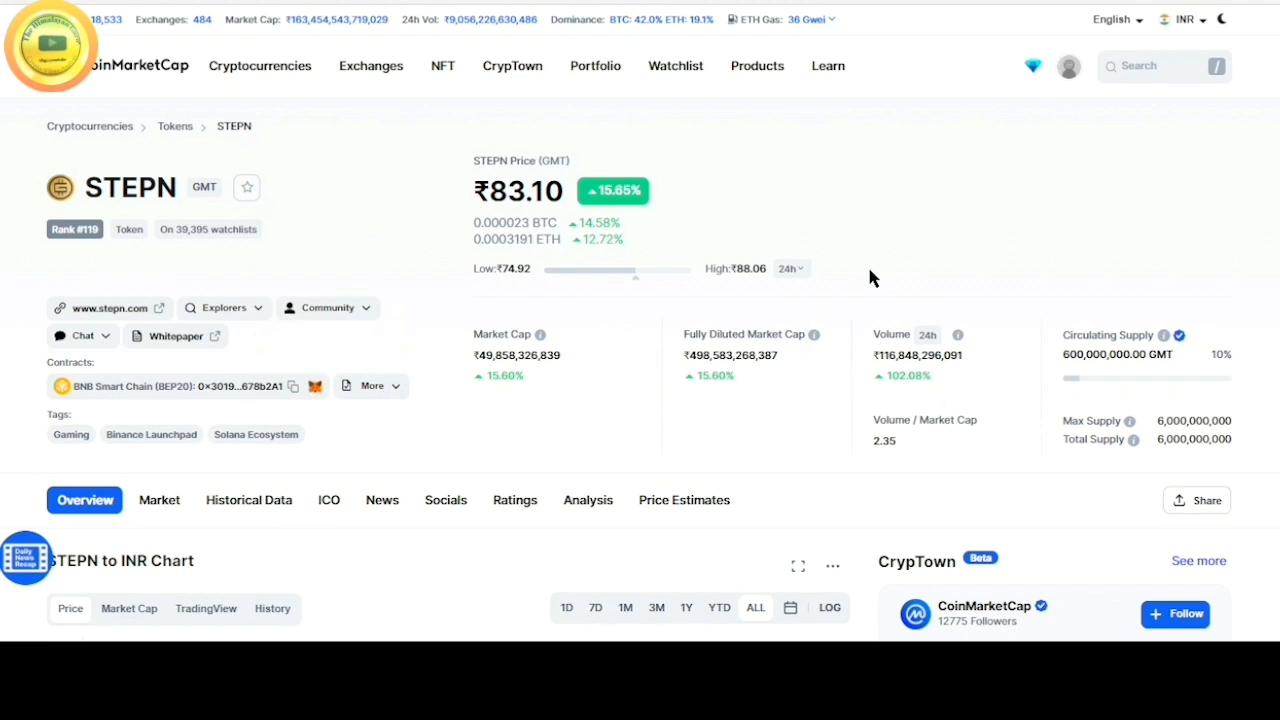 18,533 Exchanges: 484 Market Cap: ₹163,454,543,719,029 24h Vol: ₹9,056,226,630,486 Dominance: BTC: 42.0% ETH: 19.1% ETH Gas: 36 Gwei English INR
The Himalayan
oinMarketCap Cryptocurrencies Exchanges NFT CrypTown Portfolio Watchlist Products Learn Search /
Cryptocurrencies Tokens STEPN
STEPN Price (GMT)
STEPN GMT ₹83.10 15.65%
0.000023 BTC 14.58%
Rank #119 Token On 39,395 watchlists
0.0003191 ETH 12.72%
Low:₹74.92 High:₹88.06 24h
www.stepn.com Explorers Community
Chat Whitepaper
Contracts:
BNB Smart Chain (BEP20): 0x3019...678b2A1 More
Tags:
Gaming Binance Launchpad Solana Ecosystem
Market Cap
₹49,858,326,839
15.60%
Fully Diluted Market Cap
₹498,583,268,387
15.60%
Volume 24h
₹116,848,296,091
102.08%
Volume / Market Cap
2.35
Circulating Supply
600,000,000.00 GMT 10%
Max Supply 6,000,000,000
Total Supply 6,000,000,000
Overview Market Historical Data ICO News Socials Ratings Analysis Price Estimates Share
Daily
News
Recap
STEPN to INR Chart
CrypTown Beta See more
Price Market Cap TradingView History 1D 7D 1M 3M 1Y YTD ALL LOG
CoinMarketCap
12775 Followers
+ Follow